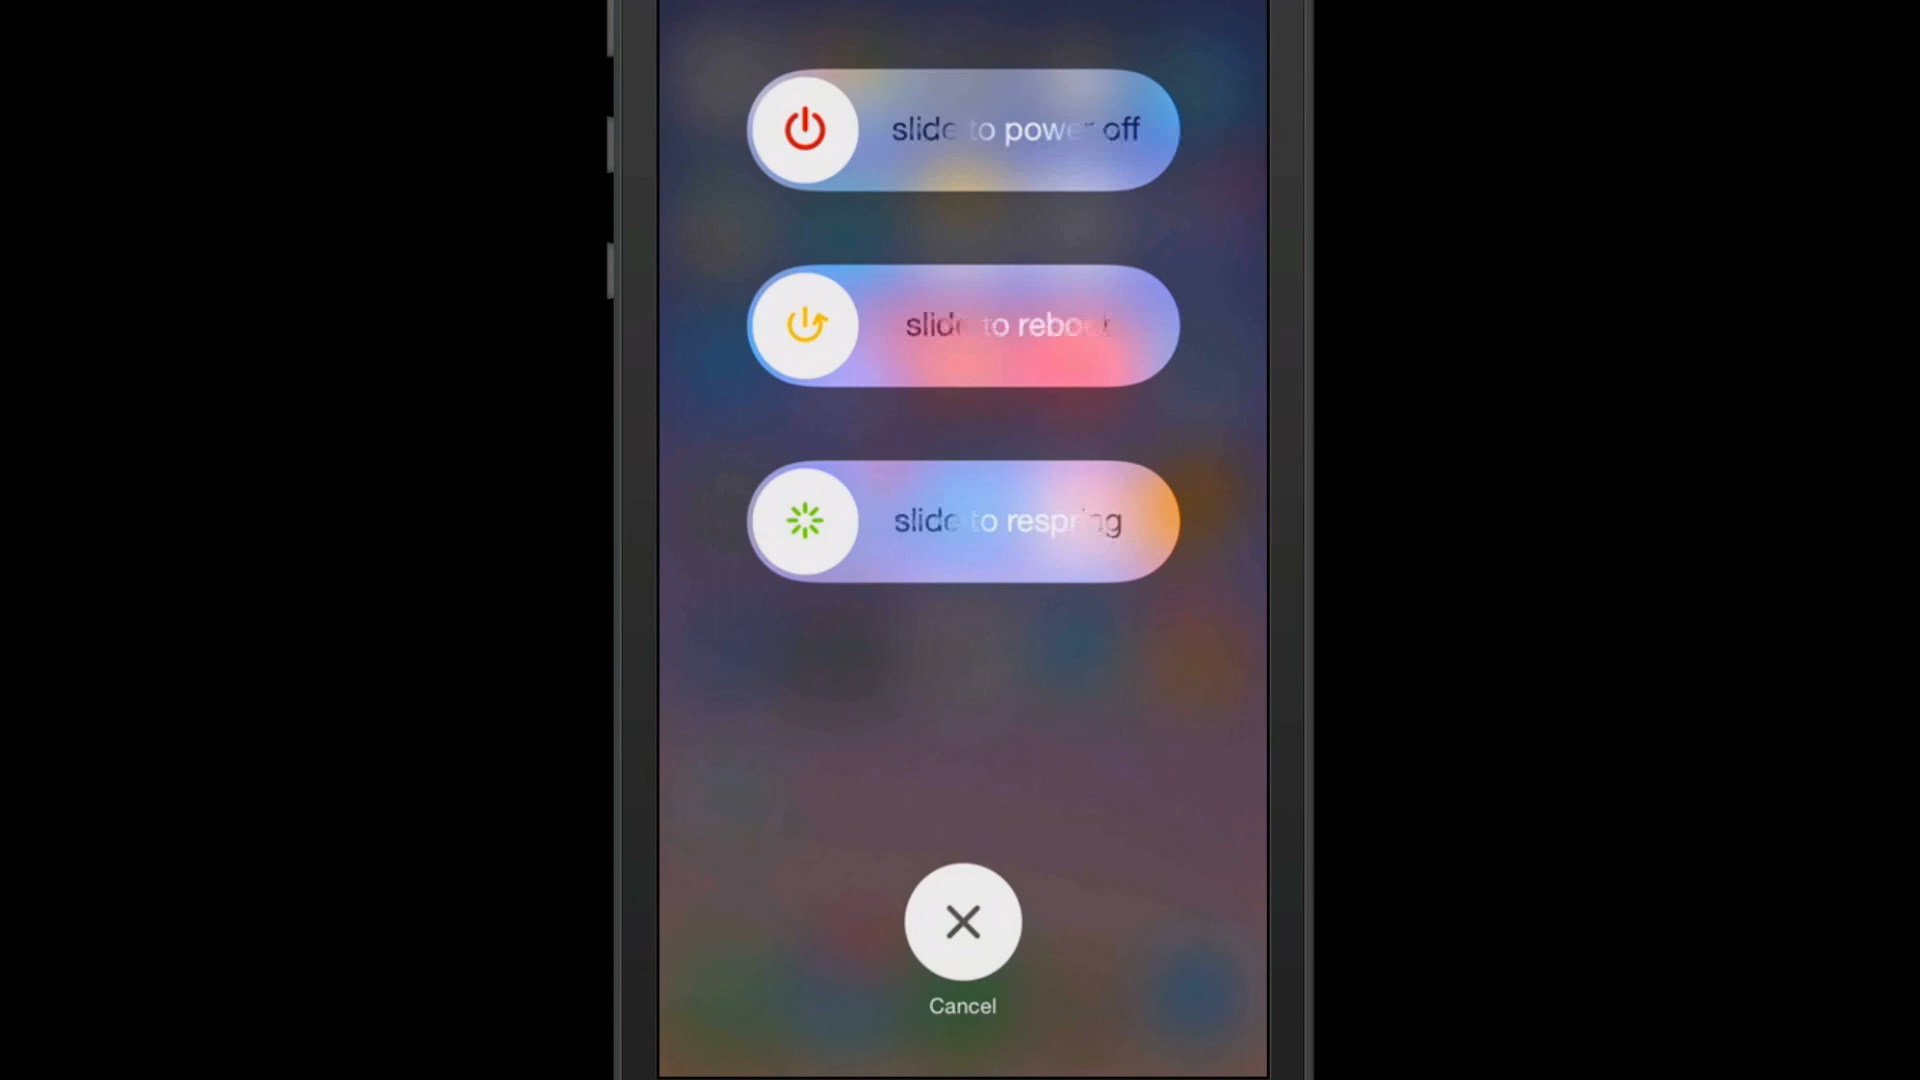 slide to power off
slide to reboot
slide to respring
Cancel